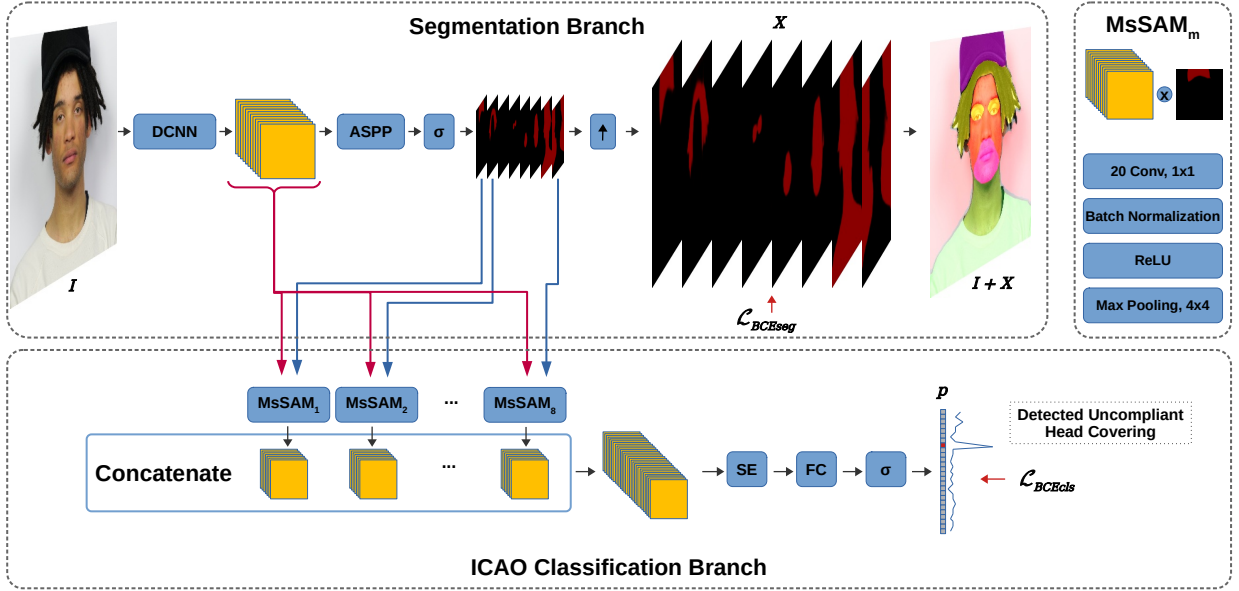 Segmentation Branch
X
MsSAMm
DCNN
ASPP
σ
x
I
I + X
ℒBCEseg
20 Conv, 1x1
Batch Normalization
ReLU
Max Pooling, 4x4
MsSAM1
MsSAM2
...
MsSAM8
Concatenate
...
SE
FC
σ
p
Detected Uncompliant
Head Covering
ℒBCEcls
ICAO Classification Branch